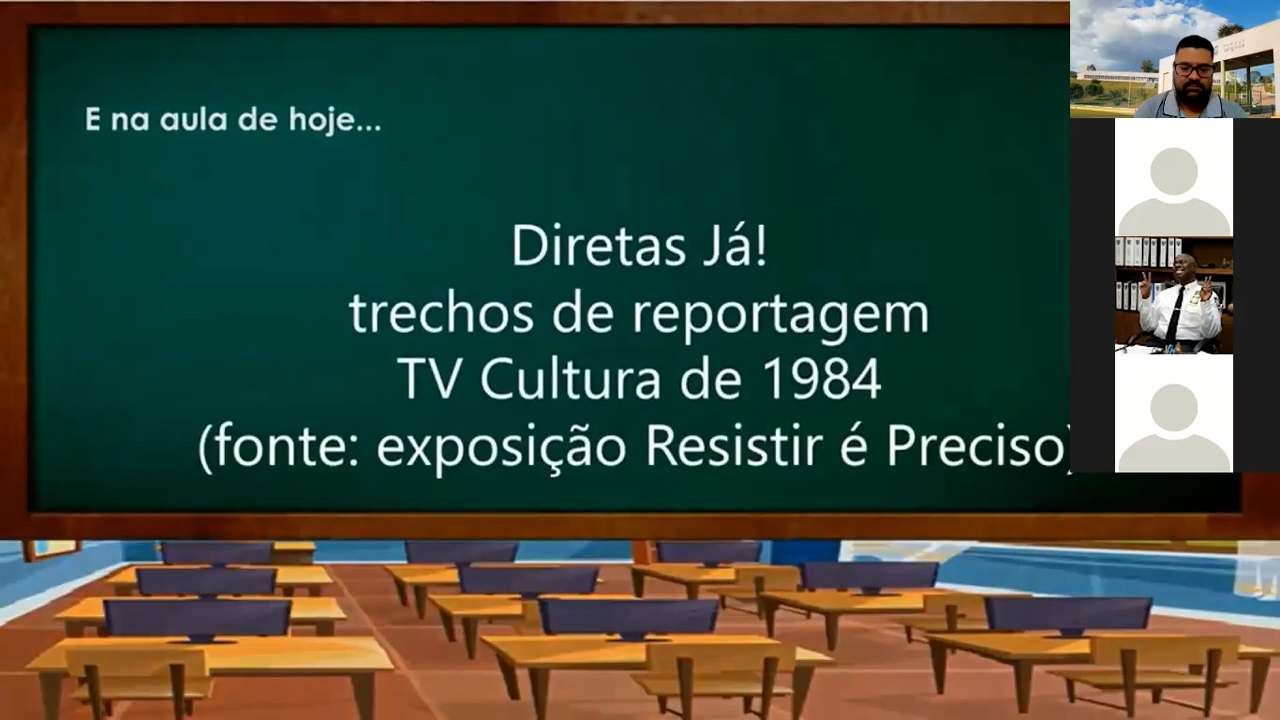 E na aula de hoje...
Diretas Já!
trechos de reportagem
TV Cultura de 1984
(fonte: exposição Resistir é Preciso)